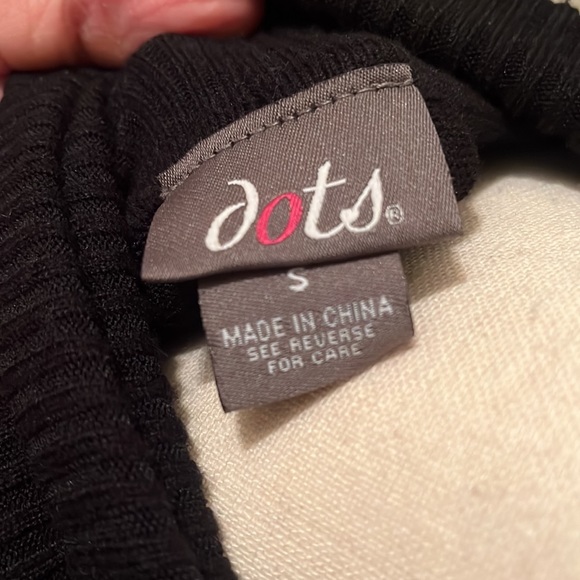 dots®
S
MADE IN CHINA
SEE REVERSE
FOR CARE